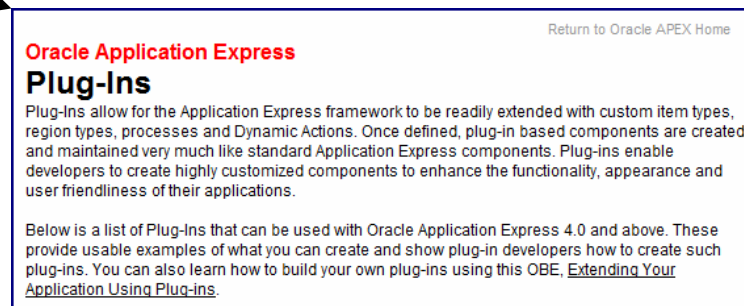 Return to Oracle APEX Home
Oracle Application Express
Plug-Ins
Plug-Ins allow for the Application Express framework to be readily extended with custom item types,
region types, processes and Dynamic Actions. Once defined, plug-in based components are created
and maintained very much like standard Application Express components. Plug-ins enable
developers to create highly customized components to enhance the functionality, appearance and
user friendliness of their applications.
Below is a list of Plug-Ins that can be used with Oracle Application Express 4.0 and above. These
provide usable examples of what you can create and show plug-in developers how to create such
plug-ins. You can also learn how to build your own plug-ins using this OBE, Extending Your
Application Using Plug-ins.